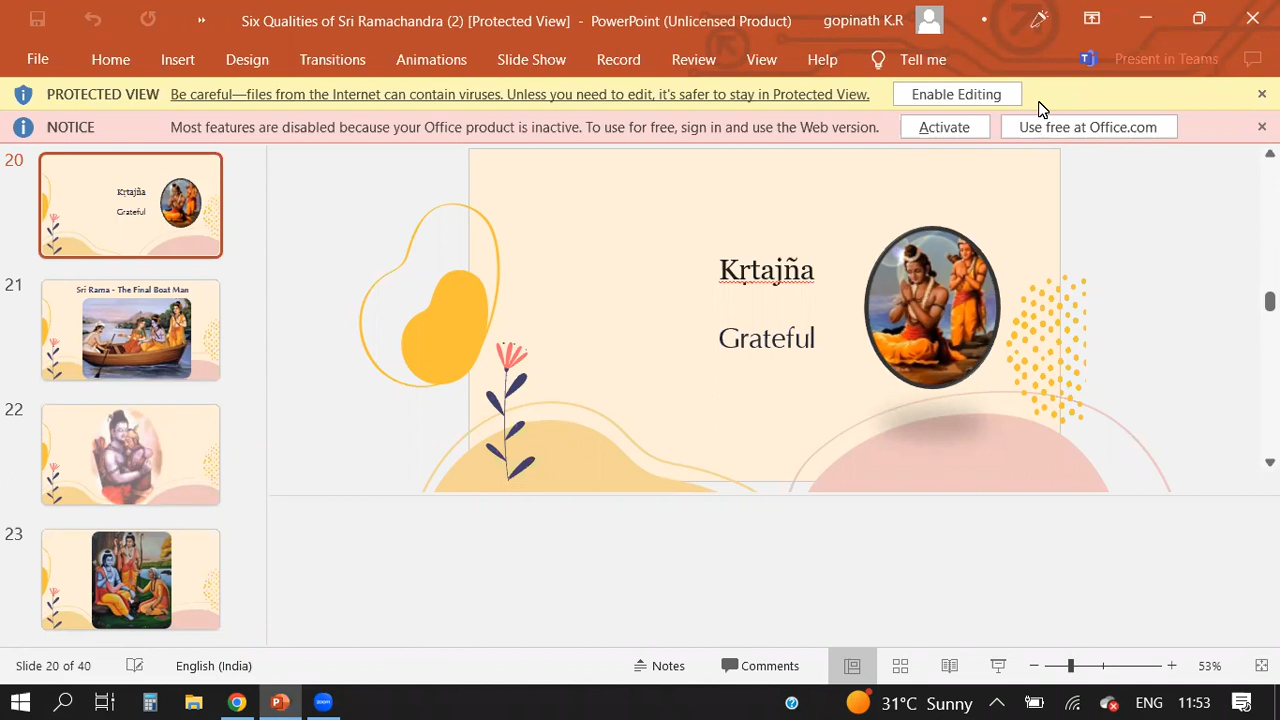 Six Qualities of Sri Ramachandra (2) [Protected View] - PowerPoint (Unlicensed Product)
gopinath K.R
File
Home
Insert
Design
Transitions
Animations
Slide Show
Record
Review
View
Help
Tell me
Present in Teams
PROTECTED VIEW
Be careful—files from the Internet can contain viruses. Unless you need to edit, it's safer to stay in Protected View.
Enable Editing
NOTICE
Most features are disabled because your Office product is inactive. To use for free, sign in and use the Web version.
Activate
Use free at Office.com
20
Kṛtajña
Grateful
21
Sri Rama - The Final Boat Man
22
23
Kṛtajña
Grateful
Slide 20 of 40
English (India)
Notes
Comments
53%
31°C Sunny
ENG
11:53